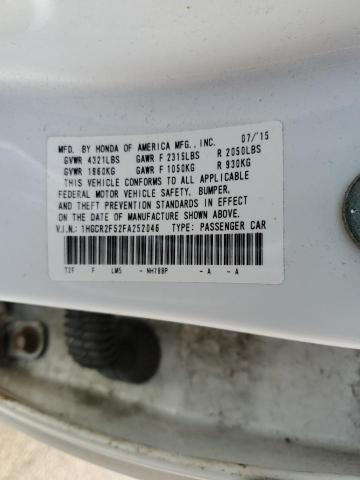 MFD. BY HONDA OF AMERICA MFG., INC. 07/15
GVWR 4321LBS GAWR F 2315LBS R 2050LBS
GVWR 1960KG GAWR F 1050KG R 930KG
THIS VEHICLE CONFORMS TO ALL APPLICABLE
FEDERAL MOTOR VEHICLE SAFETY, BUMPER,
AND THEFT PREVENTION STANDARDS IN EFFECT
ON THE DATE OF MANUFACTURE SHOWN ABOVE.
V.I.N.: 1HGCR2F52FA252046 TYPE: PASSENGER CAR
T2F F LM5 - NH788P - A - A